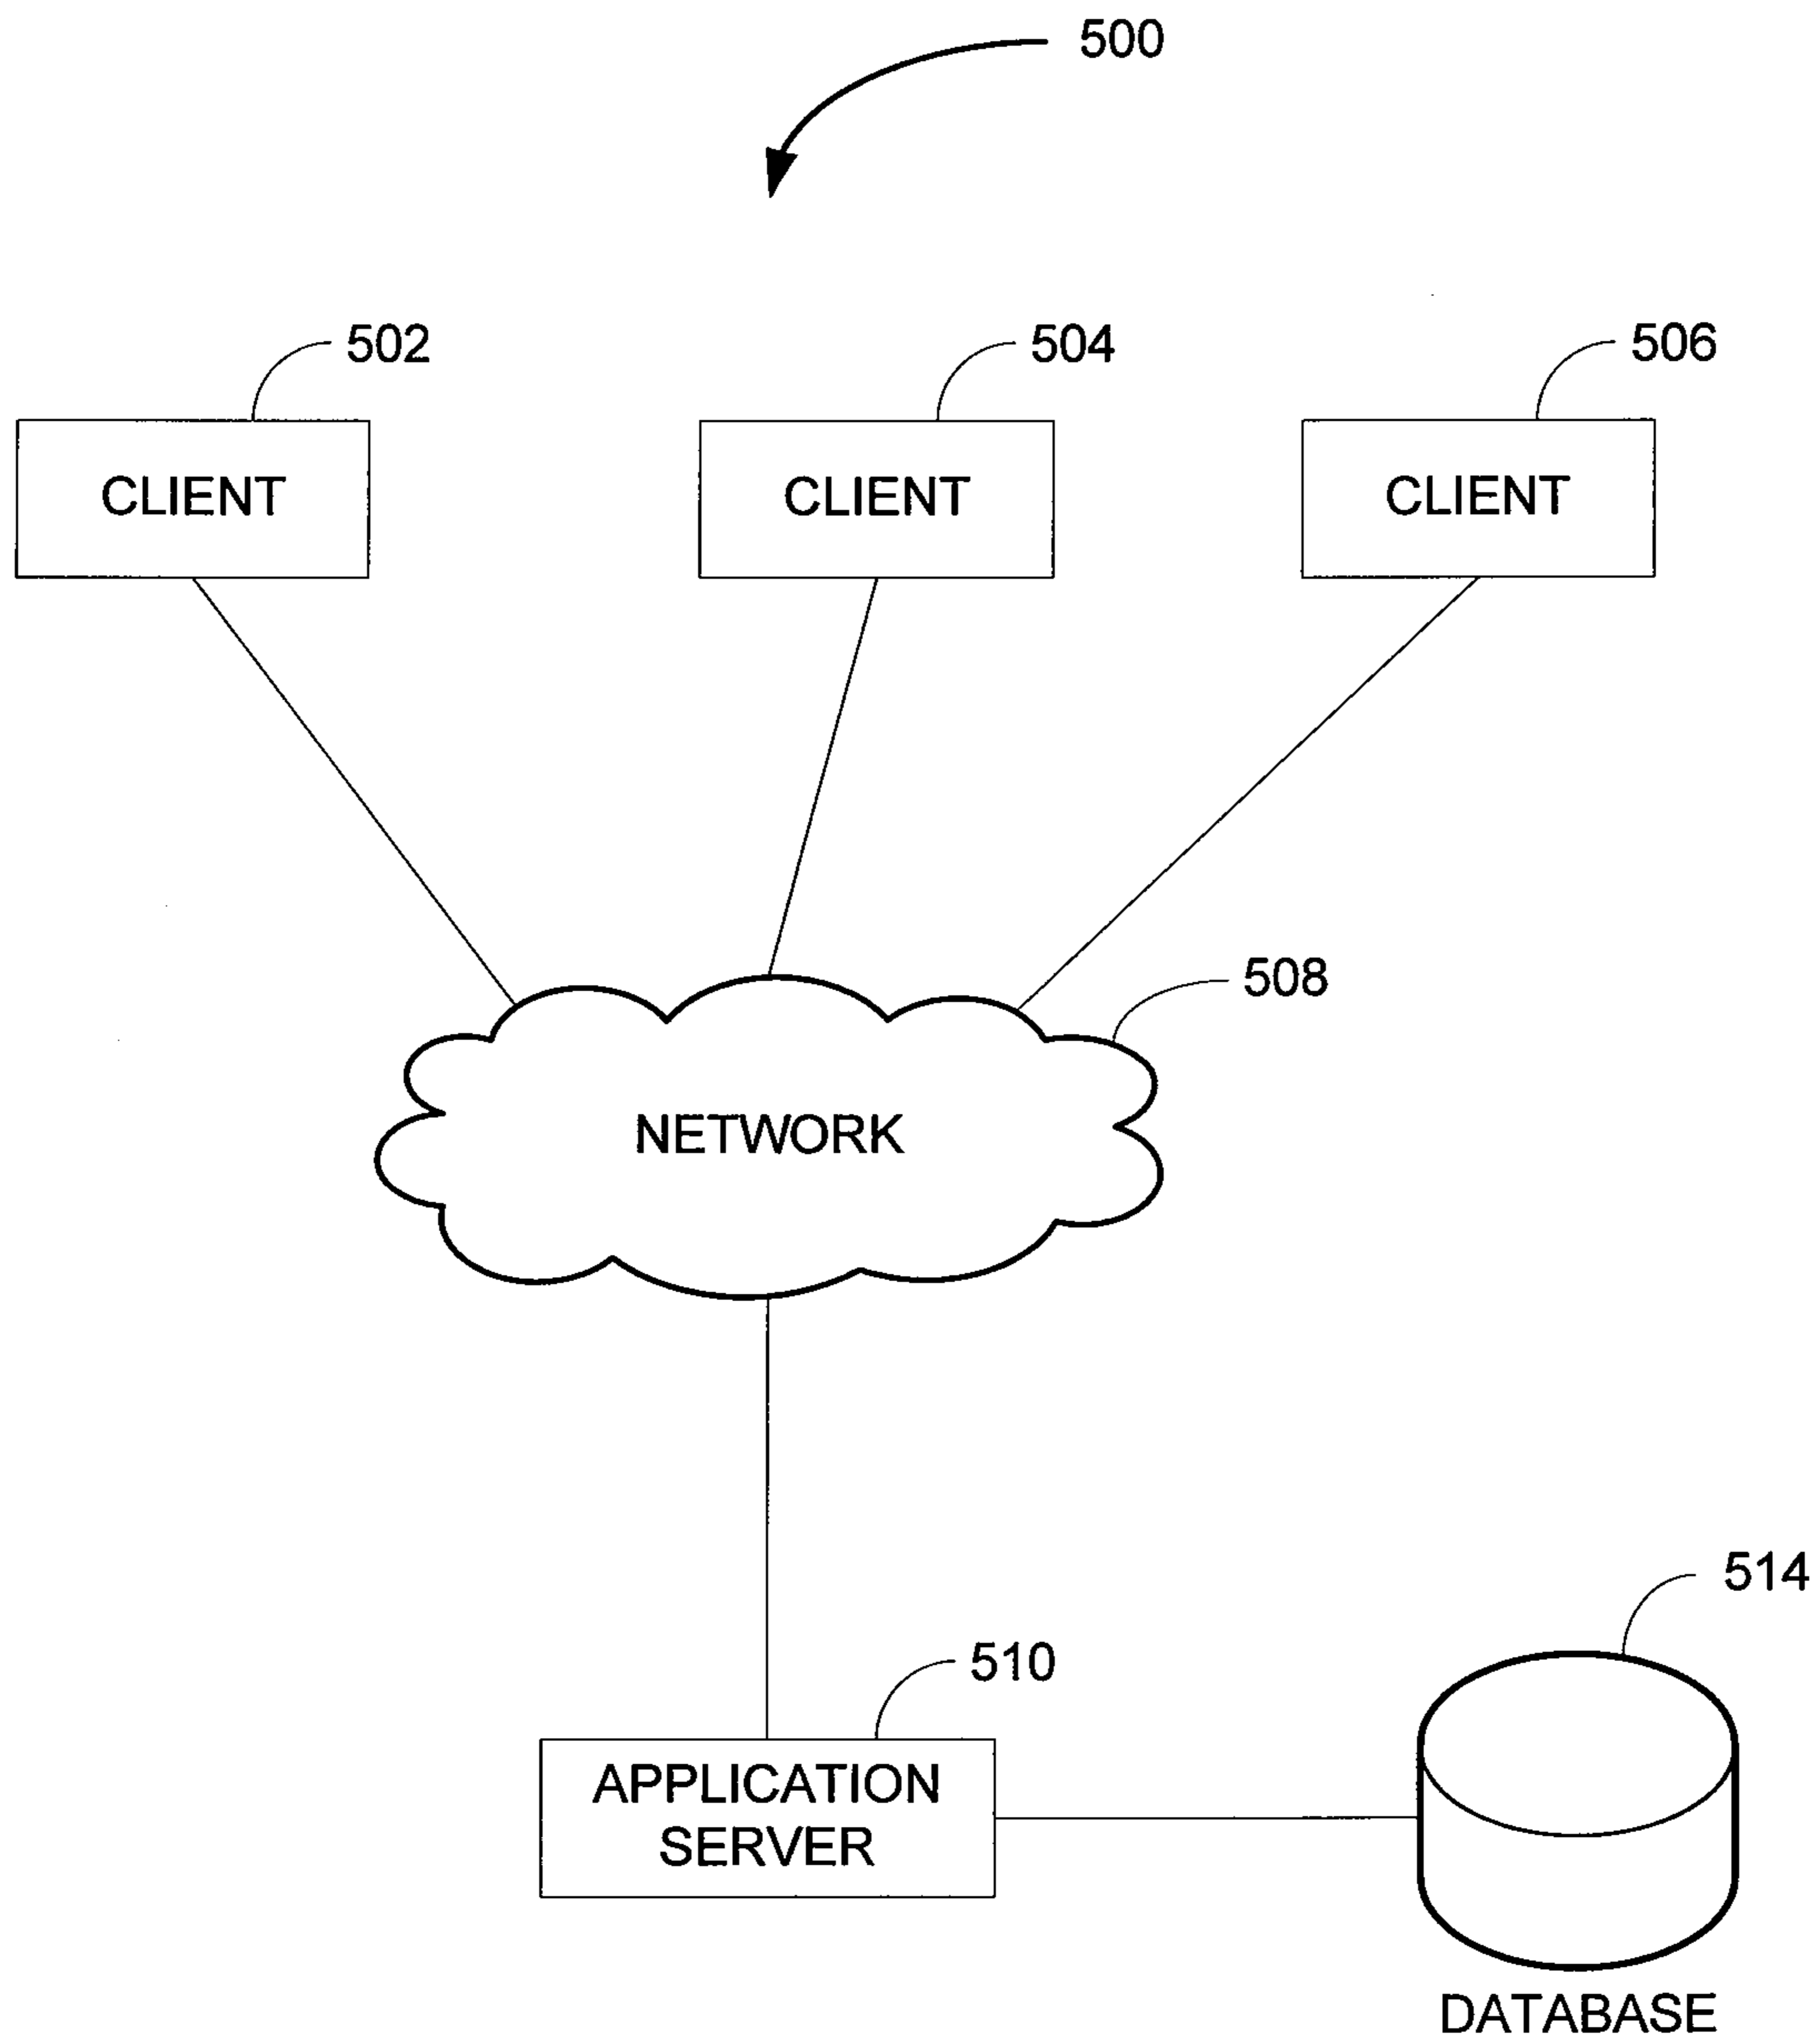 500
502
504
506
CLIENT
CLIENT
CLIENT
508
NETWORK
514
510
APPLICATION
SERVER
DATABASE